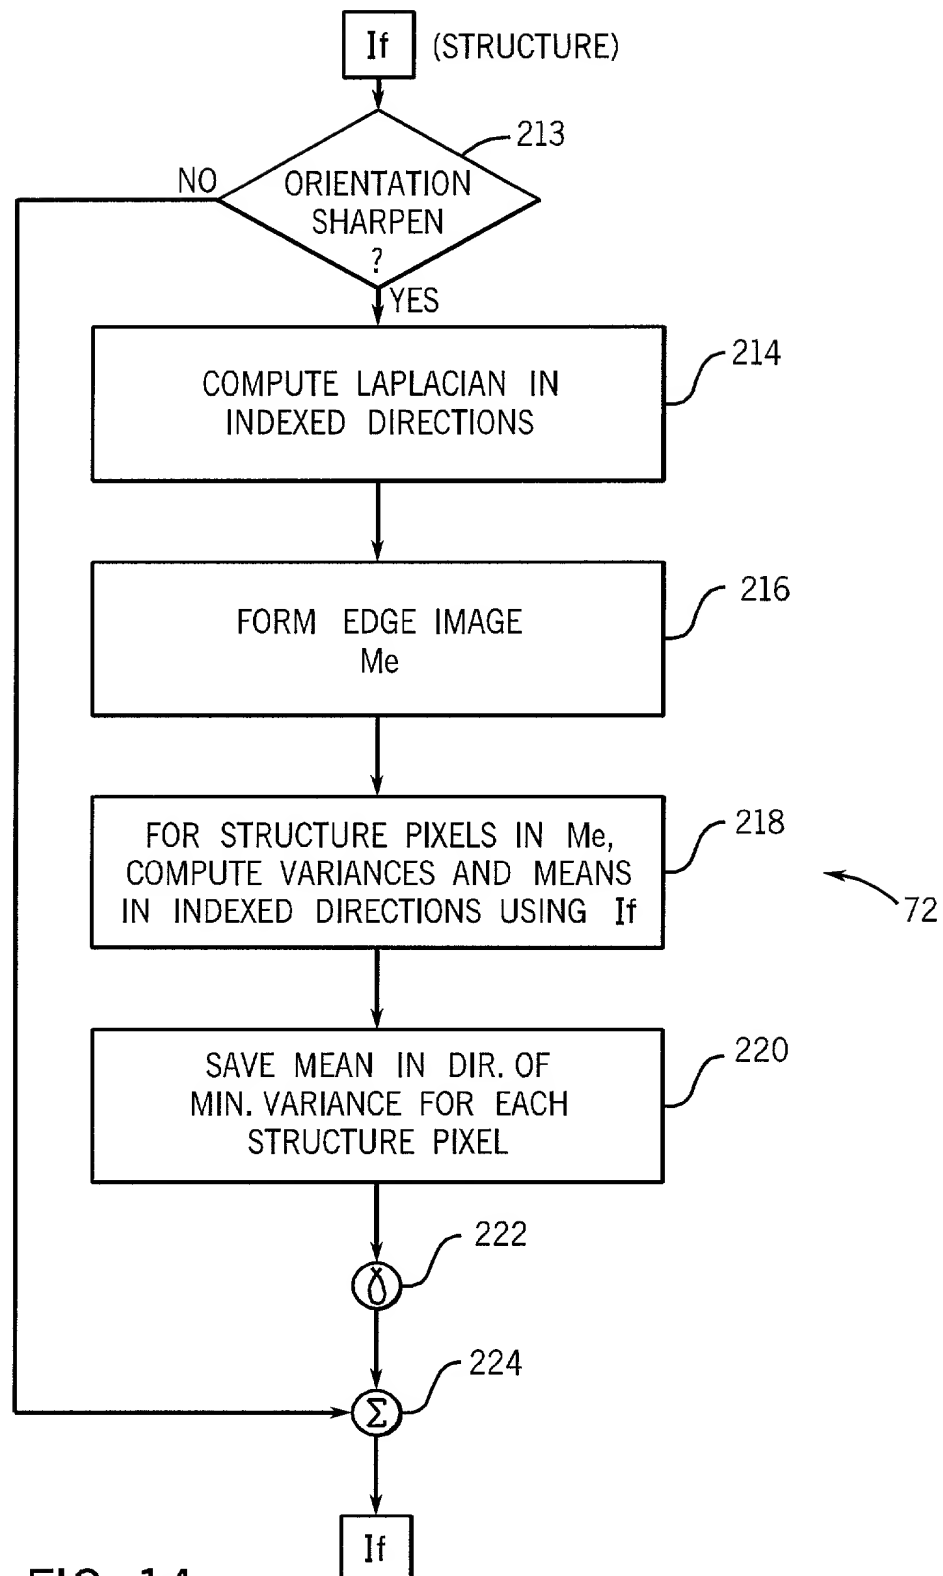 If (STRUCTURE)
213
NO
ORIENTATION
SHARPEN
?
YES
214
COMPUTE LAPLACIAN IN
INDEXED DIRECTIONS
216
FORM EDGE IMAGE
Me
218
FOR STRUCTURE PIXELS IN Me,
COMPUTE VARIANCES AND MEANS
IN INDEXED DIRECTIONS USING If
72
220
SAVE MEAN IN DIR. OF
MIN. VARIANCE FOR EACH
STRUCTURE PIXEL
222
γ
224
Σ
If
FIG. 14